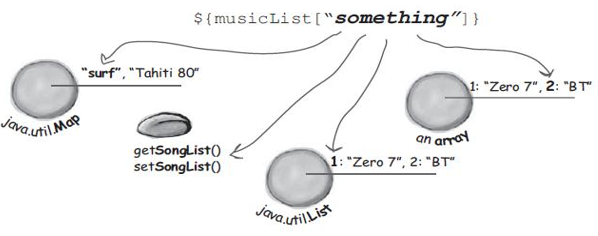 ${musicList["something"]}
"surf", "Tahiti 80"
java.util.Map
getSongList()
setSongList()
1: "Zero 7", 2: "BT"
java.util.List
1: "Zero 7", 2: "BT"
an array